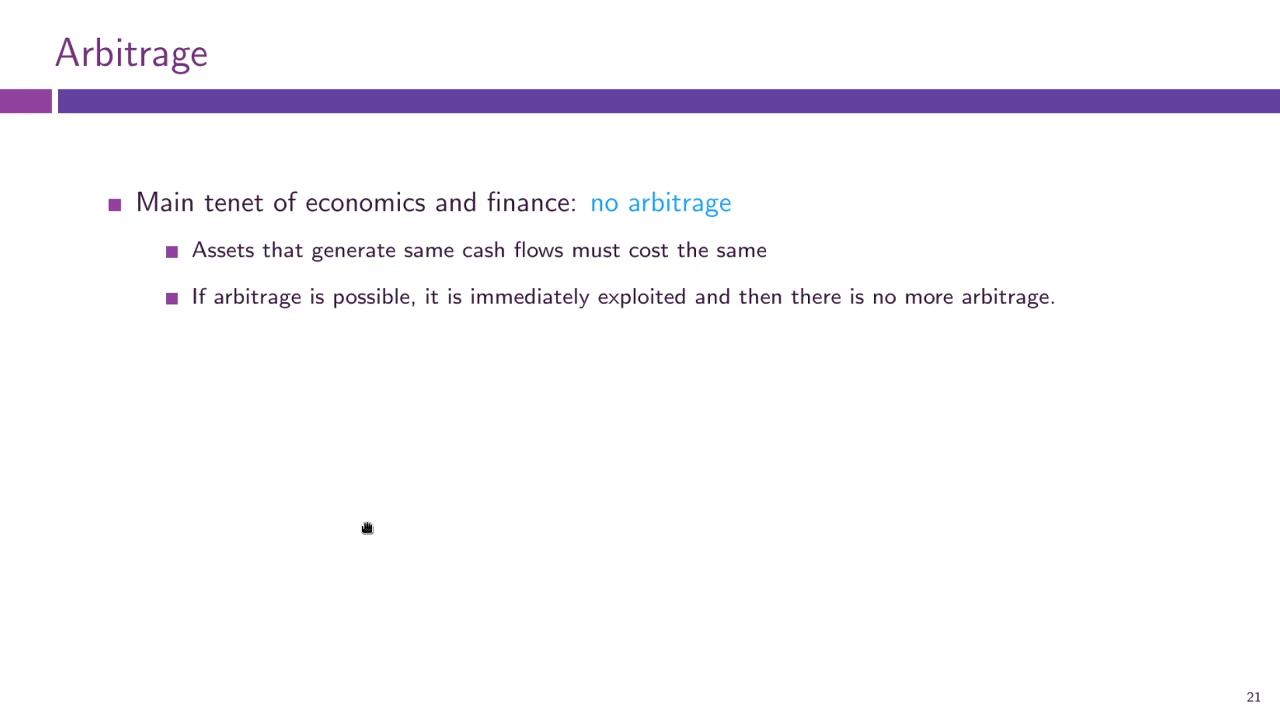 Arbitrage
Main tenet of economics and finance: no arbitrage
Assets that generate same cash flows must cost the same
If arbitrage is possible, it is immediately exploited and then there is no more arbitrage.
21